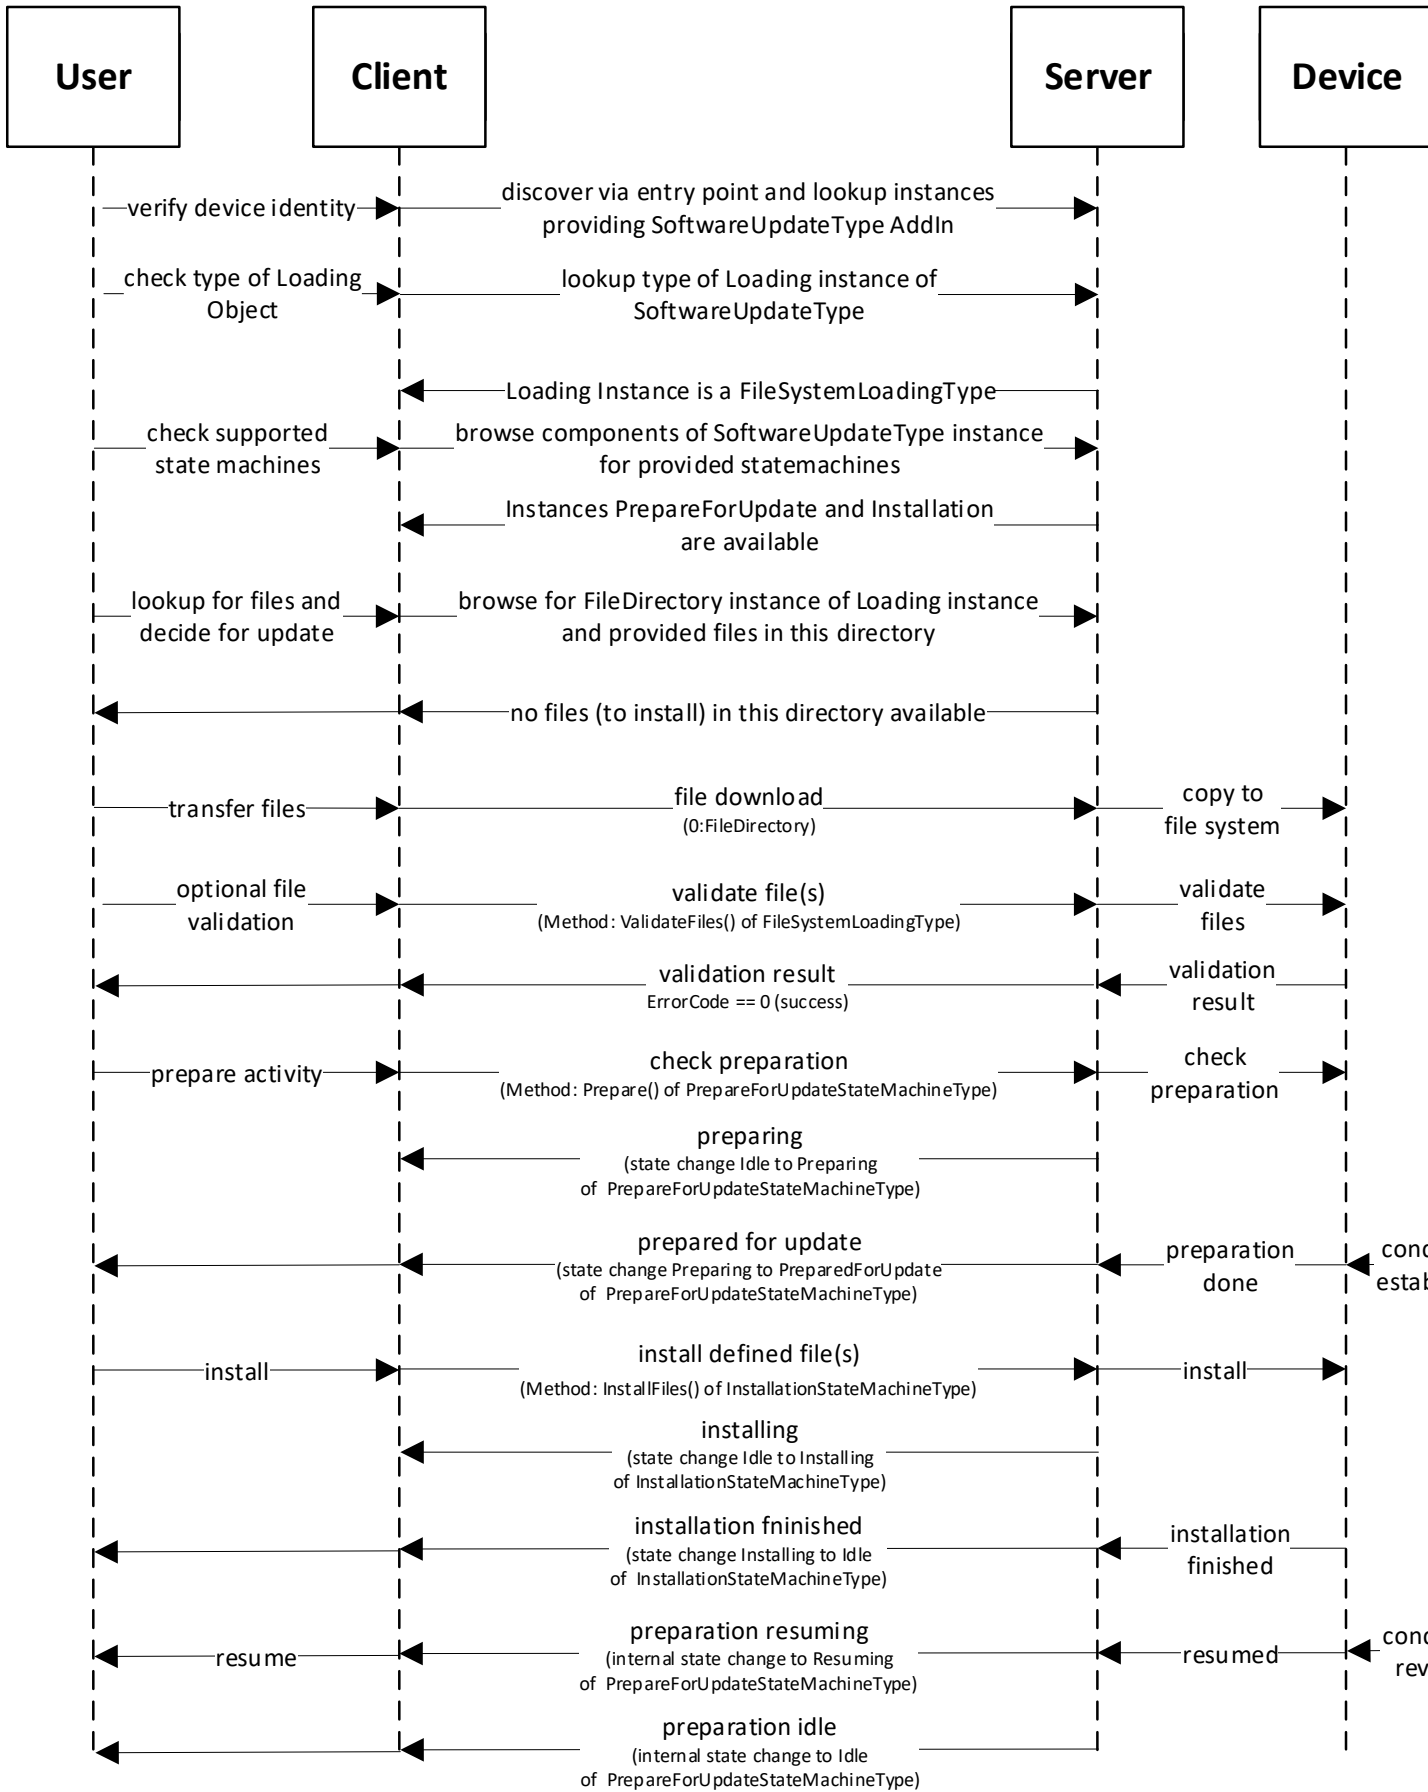 User
Client
Server
Device
verify device identity
discover via entry point and lookup instances
providing SoftwareUpdateType AddIn
check type of Loading
Object
lookup type of Loading instance of
SoftwareUpdateType
Loading Instance is a FileSystemLoadingType
check supported
state machines
browse components of SoftwareUpdateType instance
for provided statemachines
Instances PrepareForUpdate and Installation
are available
lookup for files and
decide for update
browse for FileDirectory instance of Loading instance
and provided files in this directory
no files (to install) in this directory available
transfer files
file download
(0:FileDirectory)
copy to
file system
optional file
validation
validate file(s)
(Method: ValidateFiles() of FileSystemLoadingType)
validate
files
validation result
ErrorCode == 0 (success)
validation
result
prepare activity
check preparation
(Method: Prepare() of PrepareForUpdateStateMachineType)
check
preparation
preparing
(state change Idle to Preparing
of PrepareForUpdateStateMachineType)
prepared for update
(state change Preparing to PreparedForUpdate
of PrepareForUpdateStateMachineType)
preparation
done
install
install defined file(s)
(Method: InstallFiles() of InstallationStateMachineType)
install
installing
(state change Idle to Installing
of InstallationStateMachineType)
installation fninished
(state change Installing to Idle
of InstallationStateMachineType)
installation
finished
resume
preparation resuming
(internal state change to Resuming
of PrepareForUpdateStateMachineType)
resumed
preparation idle
(internal state change to Idle
of PrepareForUpdateStateMachineType)